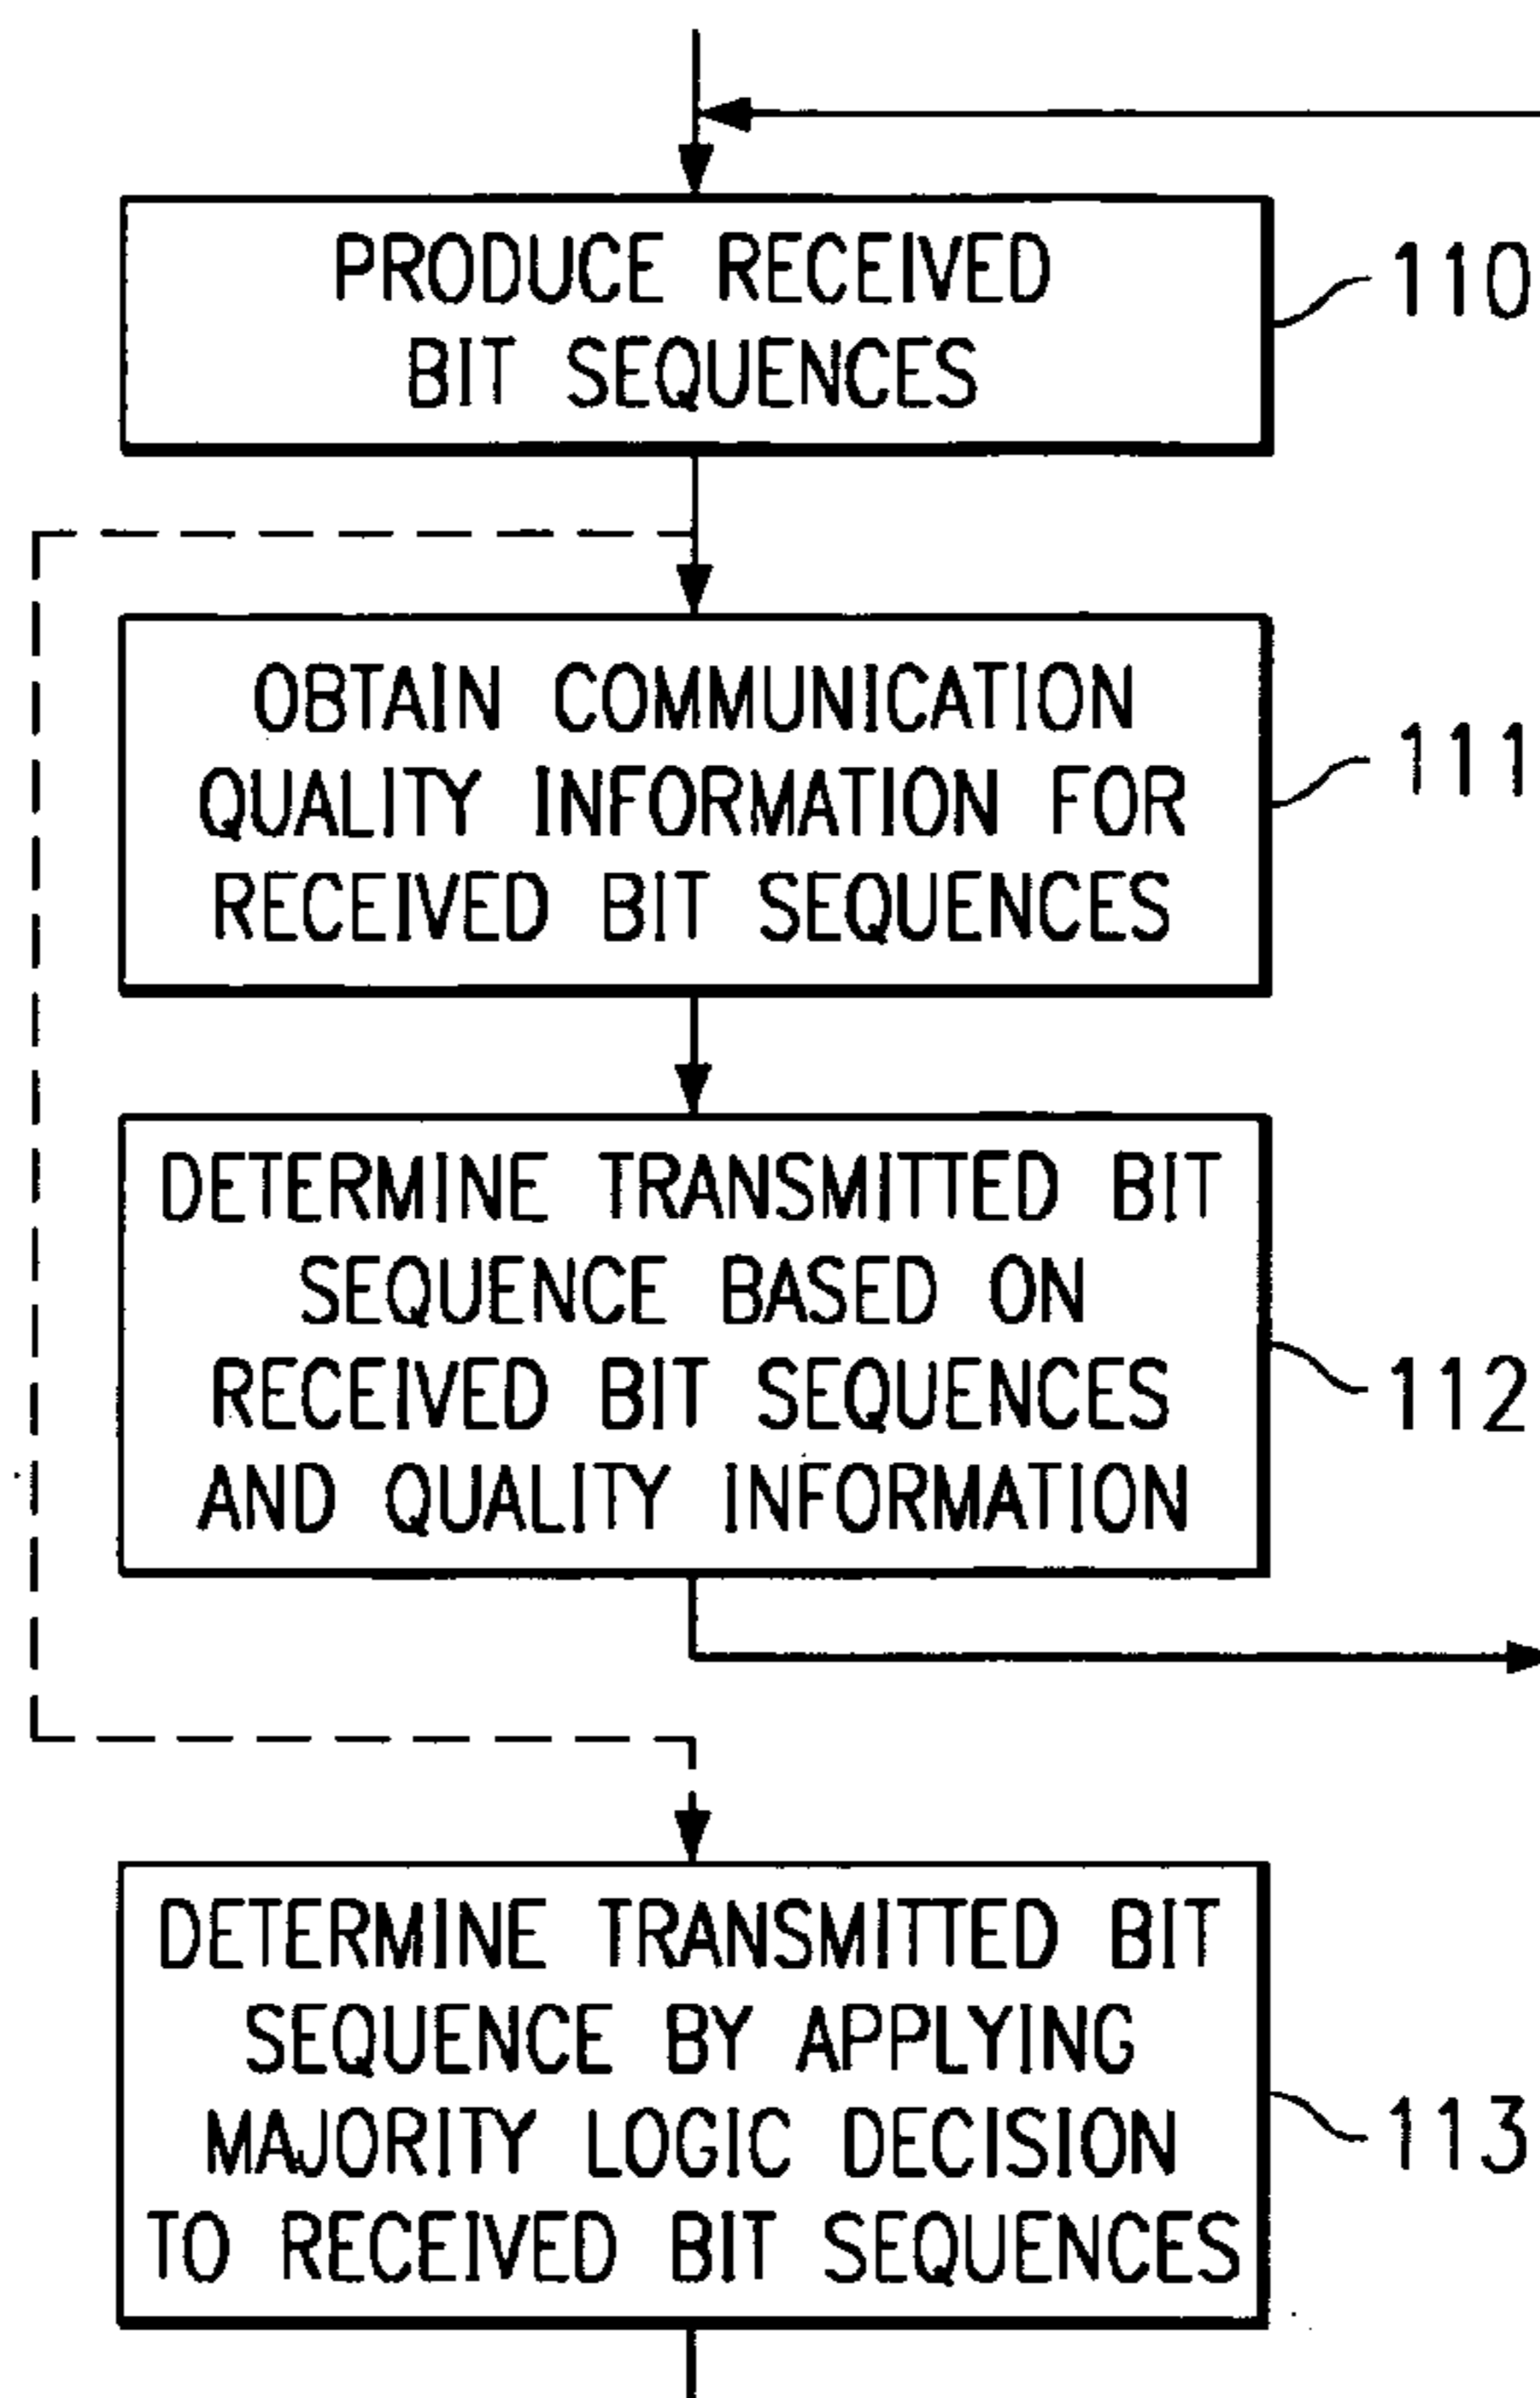 PRODUCE RECEIVED
BIT SEQUENCES
110
OBTAIN COMMUNICATION
QUALITY INFORMATION FOR
RECEIVED BIT SEQUENCES
111
DETERMINE TRANSMITTED BIT
SEQUENCE BASED ON
RECEIVED BIT SEQUENCES
AND QUALITY INFORMATION
112
DETERMINE TRANSMITTED BIT
SEQUENCE BY APPLYING
MAJORITY LOGIC DECISION
TO RECEIVED BIT SEQUENCES
113